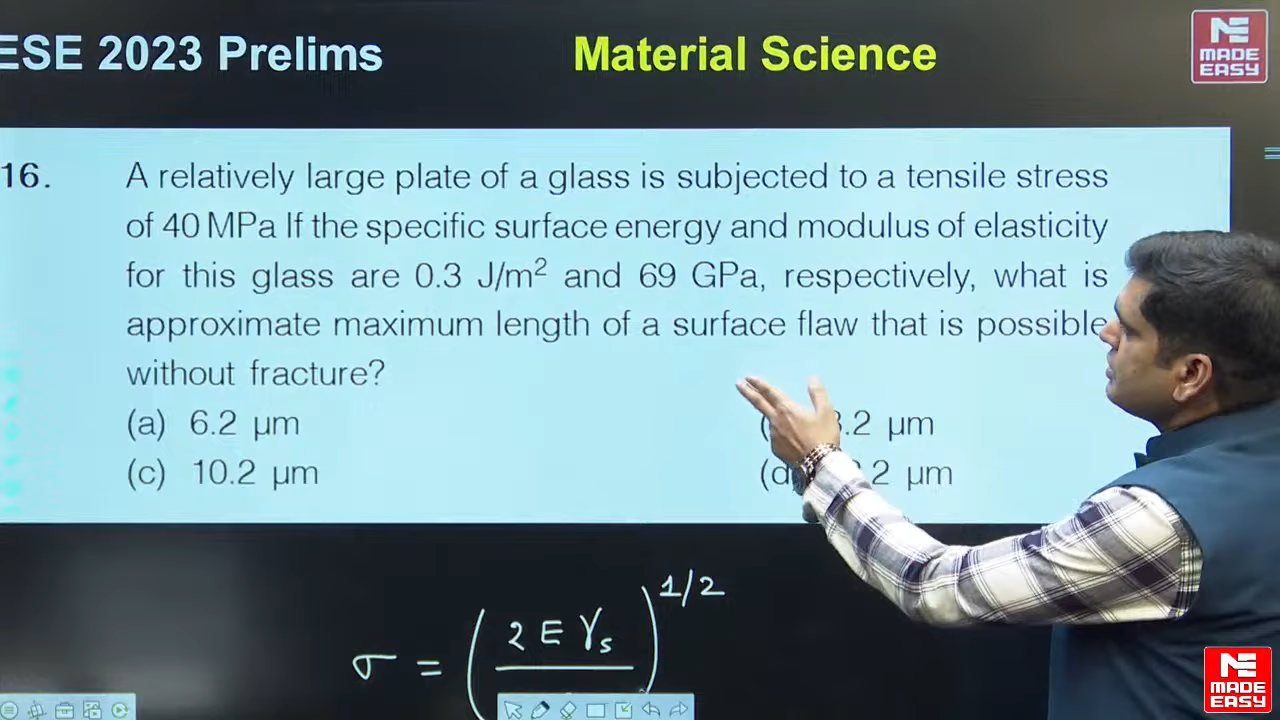 ESE 2023 Prelims
Material Science
MADE EASY
16. A relatively large plate of a glass is subjected to a tensile stress
of 40 MPa If the specific surface energy and modulus of elasticity
for this glass are 0.3 J/m² and 69 GPa, respectively, what is
approximate maximum length of a surface flaw that is possible
without fracture?
(a) 6.2 μm
.2 μm
(c) 10.2 μm
(d .2 μm
σ = (2 E γₛ)^1/2
MADE EASY